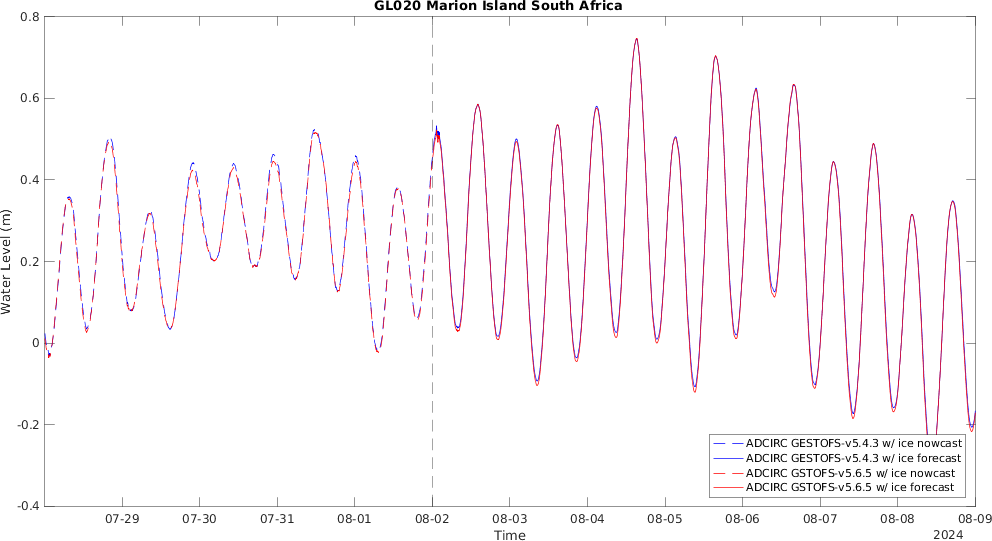 GL020 Marion Island South Africa
0.8
0.6
0.4
0.2
0
-0.2
-0.4
Water Level (m)
ADCIRC GESTOFS-v5.4.3 w/ ice nowcast
ADCIRC GESTOFS-v5.4.3 w/ ice forecast
ADCIRC GSTOFS-v5.6.5 w/ ice nowcast
ADCIRC GSTOFS-v5.6.5 w/ ice forecast
07-29 07-30 07-31 08-01 08-02 08-03 08-04 08-05 08-06 08-07 08-08 08-09
Time
2024